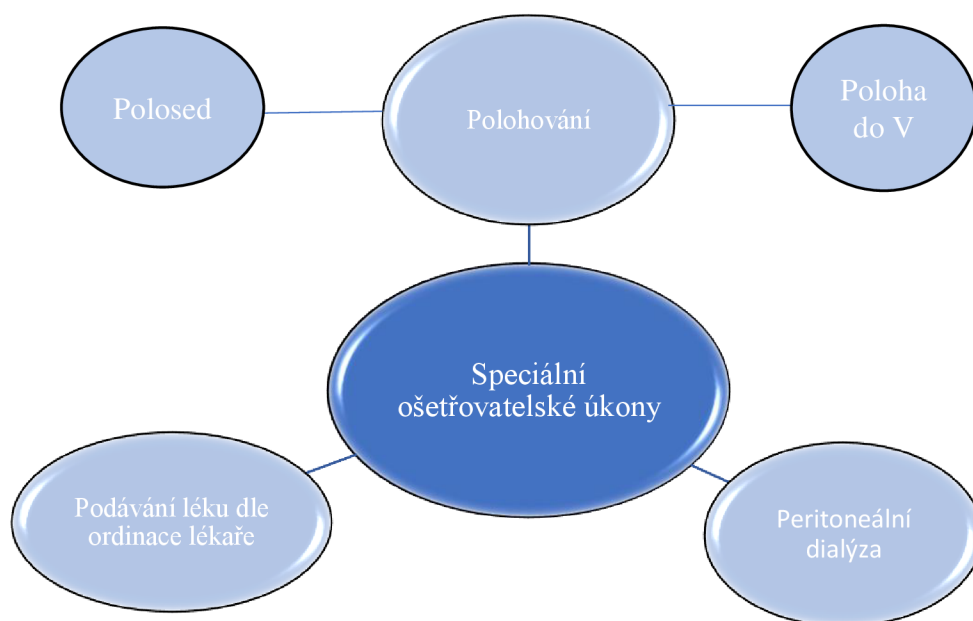 Polosed
Polohování
Poloha
do V
Speciální
ošetřovatelské úkony
Podávání léku dle
ordinace lékaře
Peritoneální
dialýza